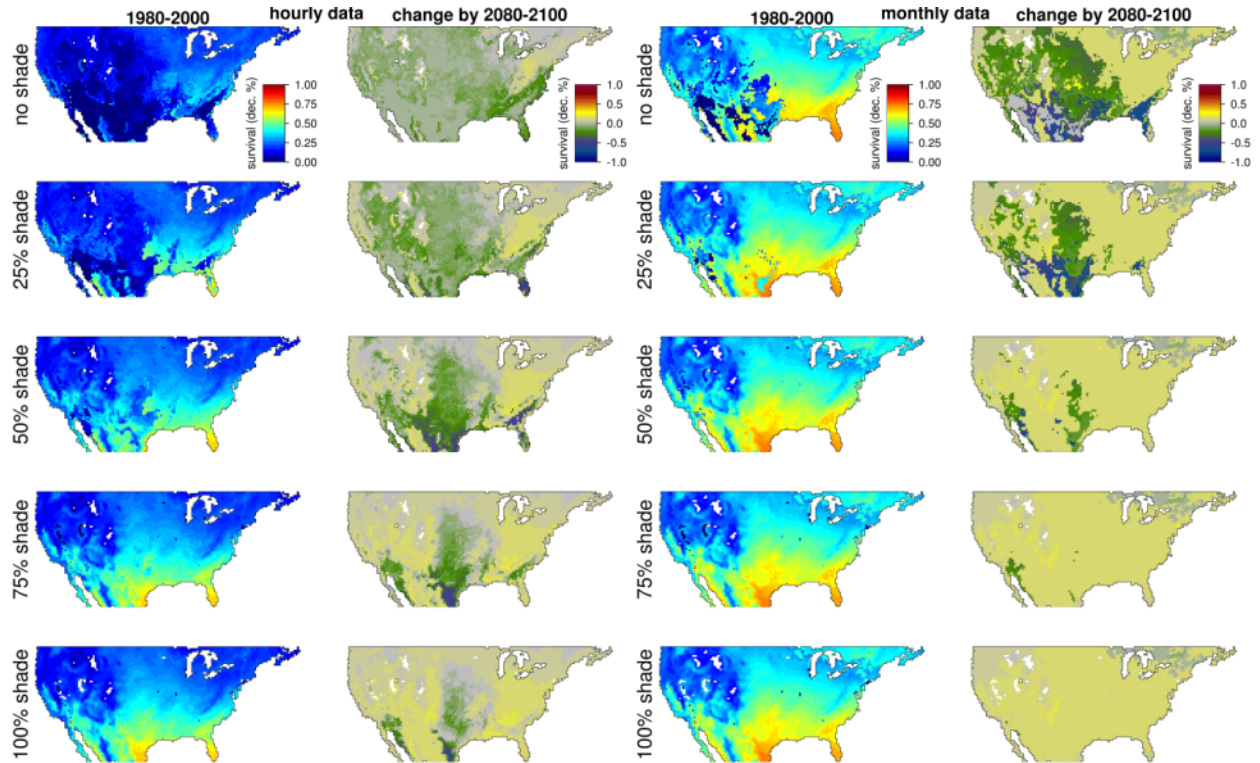 1980-2000 hourly data change by 2080-2100 1980-2000 monthly data change by 2080-2100
no shade
survival (dec. %)
1.00
0.75
0.50
0.25
0.00
survival (dec. %)
1.0
0.5
0.0
-0.5
-1.0
no shade
survival (dec. %)
1.00
0.75
0.50
0.25
0.00
survival (dec. %)
1.0
0.5
0.0
-0.5
-1.0
25% shade
25% shade
50% shade
50% shade
75% shade
75% shade
100% shade
100% shade